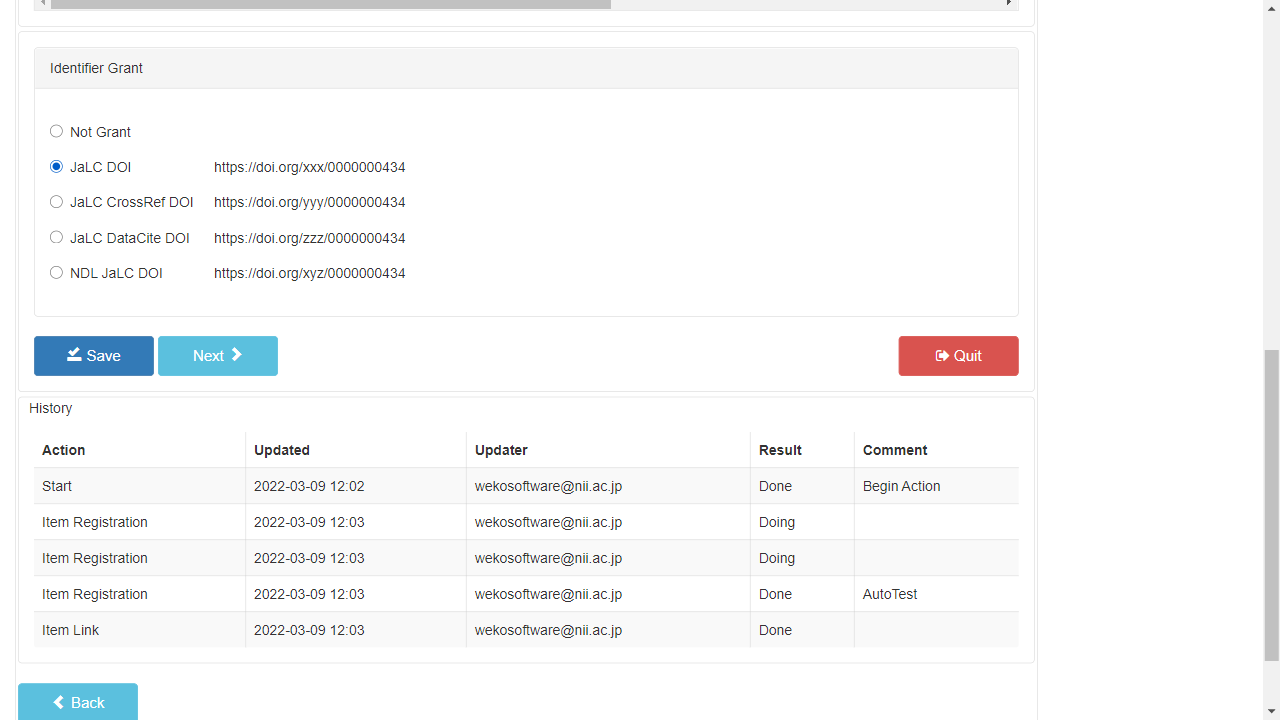 Identifier Grant
Not Grant
JaLC DOI https://doi.org/xxx/0000000434
JaLC CrossRef DOI https://doi.org/yyy/0000000434
JaLC DataCite DOI https://doi.org/zzz/0000000434
NDL JaLC DOI https://doi.org/xyz/0000000434
Save Next Quit
History
Action Updated Updater Result Comment
Start 2022-03-09 12:02 wekosoftware@nii.ac.jp Done Begin Action
Item Registration 2022-03-09 12:03 wekosoftware@nii.ac.jp Doing
Item Registration 2022-03-09 12:03 wekosoftware@nii.ac.jp Doing
Item Registration 2022-03-09 12:03 wekosoftware@nii.ac.jp Done AutoTest
Item Link 2022-03-09 12:03 wekosoftware@nii.ac.jp Done
Back